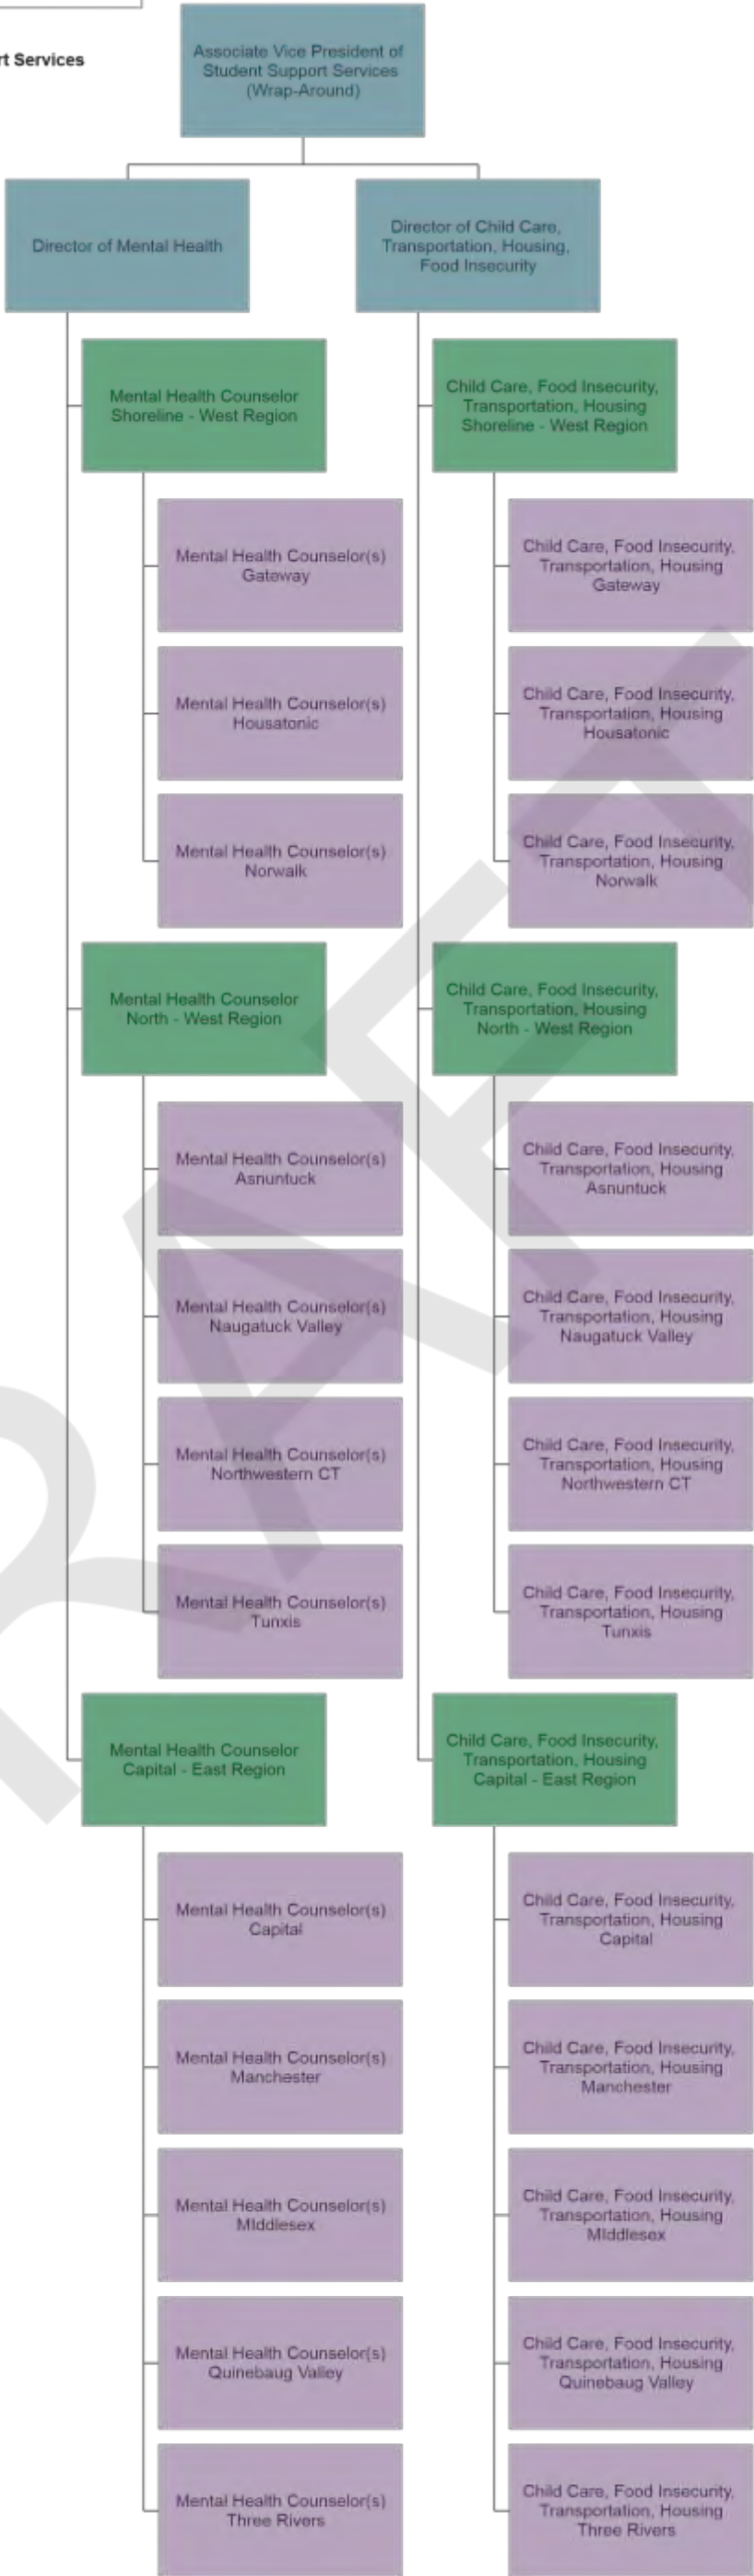 rt Services
Associate Vice President of
Student Support Services
(Wrap-Around)
Director of Mental Health
Director of Child Care,
Transportation, Housing,
Food Insecurity
Mental Health Counselor
Shoreline - West Region
Child Care, Food Insecurity,
Transportation, Housing
Shoreline - West Region
Mental Health Counselor(s)
Gateway
Child Care, Food Insecurity,
Transportation, Housing
Gateway
Mental Health Counselor(s)
Housatonic
Child Care, Food Insecurity,
Transportation, Housing
Housatonic
Mental Health Counselor(s)
Norwalk
Child Care, Food Insecurity,
Transportation, Housing
Norwalk
Mental Health Counselor
North - West Region
Child Care, Food Insecurity,
Transportation, Housing
North - West Region
Mental Health Counselor(s)
Asnuntuck
Child Care, Food Insecurity,
Transportation, Housing
Asnuntuck
Mental Health Counselor(s)
Naugatuck Valley
Child Care, Food Insecurity,
Transportation, Housing
Naugatuck Valley
Mental Health Counselor(s)
Northwestern CT
Child Care, Food Insecurity,
Transportation, Housing
Northwestern CT
Mental Health Counselor(s)
Tunxis
Child Care, Food Insecurity,
Transportation, Housing
Tunxis
Mental Health Counselor
Capital - East Region
Child Care, Food Insecurity,
Transportation, Housing
Capital - East Region
Mental Health Counselor(s)
Capital
Child Care, Food Insecurity,
Transportation, Housing
Capital
Mental Health Counselor(s)
Manchester
Child Care, Food Insecurity,
Transportation, Housing
Manchester
Mental Health Counselor(s)
MIddlesex
Child Care, Food Insecurity,
Transportation, Housing
MIddlesex
Mental Health Counselor(s)
Quinebaug Valley
Child Care, Food Insecurity,
Transportation, Housing
Quinebaug Valley
Mental Health Counselor(s)
Three Rivers
Child Care, Food Insecurity,
Transportation, Housing
Three Rivers
RAFT